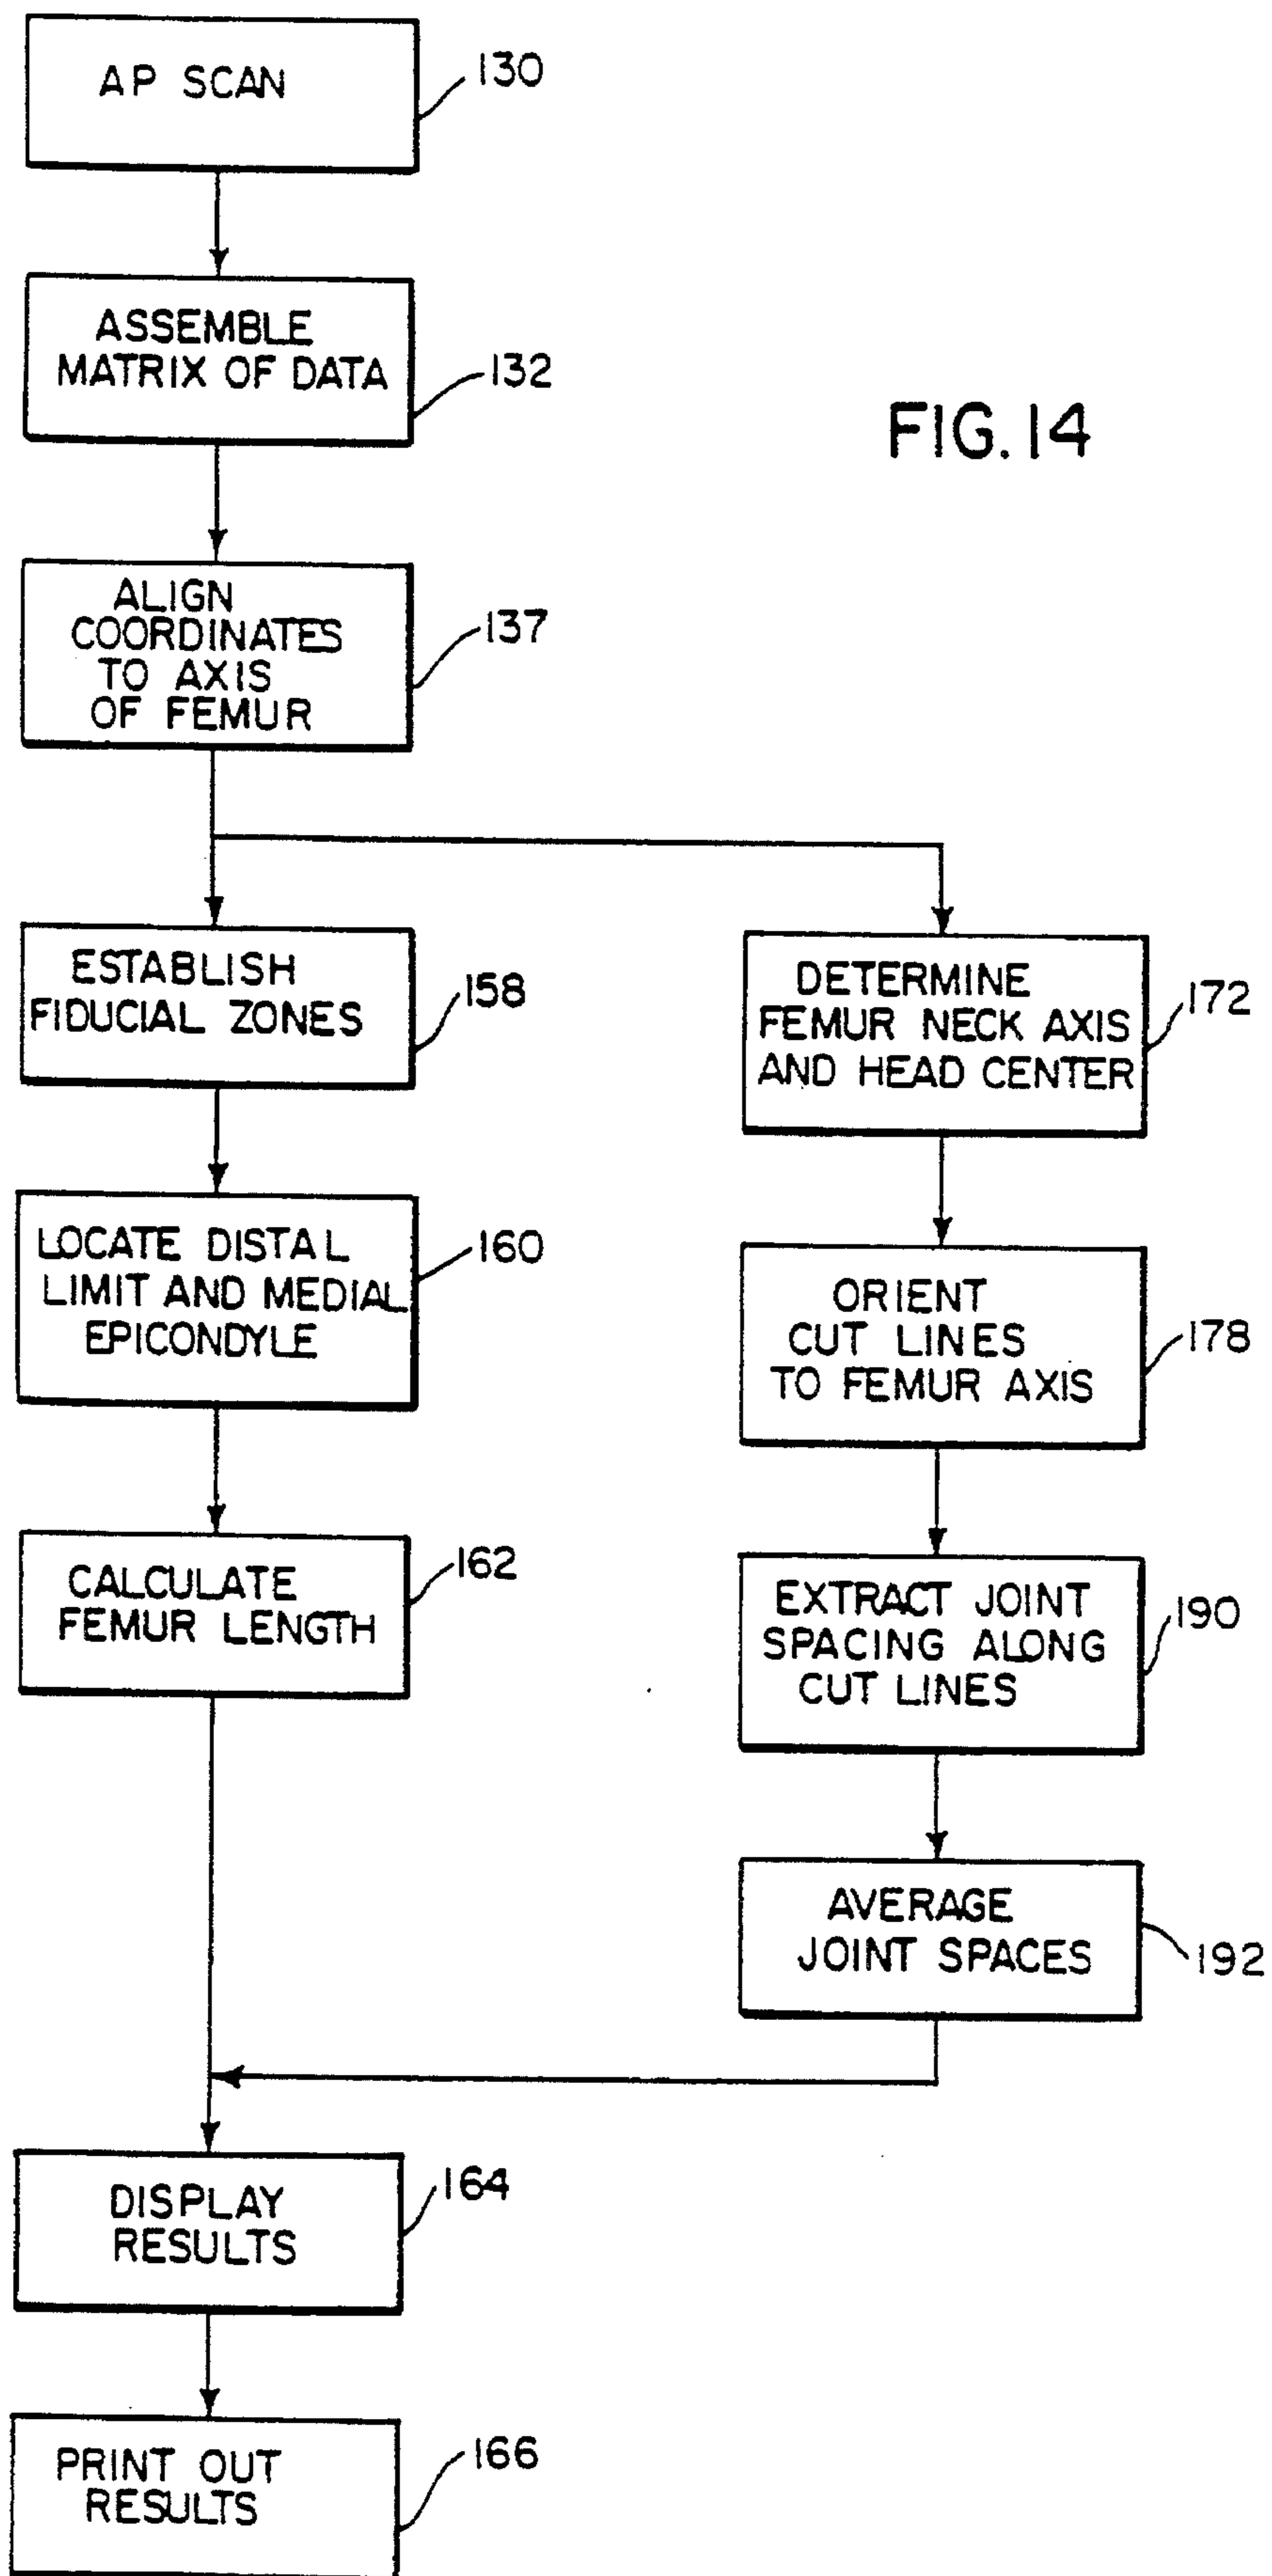 AP SCAN
130
ASSEMBLE
MATRIX OF DATA
132
FIG. 14
ALIGN
COORDINATES
TO AXIS
OF FEMUR
137
ESTABLISH
FIDUCIAL ZONES
158
LOCATE DISTAL
LIMIT AND MEDIAL
EPICONDYLE
160
CALCULATE
FEMUR LENGTH
162
DETERMINE
FEMUR NECK AXIS
AND HEAD CENTER
172
ORIENT
CUT LINES
TO FEMUR AXIS
178
EXTRACT JOINT
SPACING ALONG
CUT LINES
190
AVERAGE
JOINT SPACES
192
DISPLAY
RESULTS
164
PRINT OUT
RESULTS
166